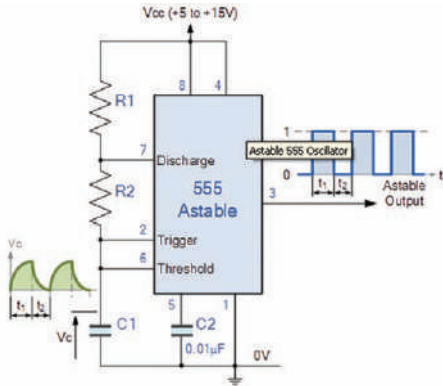 Vcc (+5 to +15V)
8
4
R1
7
Discharge
R2
555
Astable
2
Trigger
6
Threshold
3
Astable 555 Oscillator
1
0
t₁
t₂
t
Astable
Output
Vc
t₁
t₂
Vc
C1
5
1
C2
0.01µF
0V